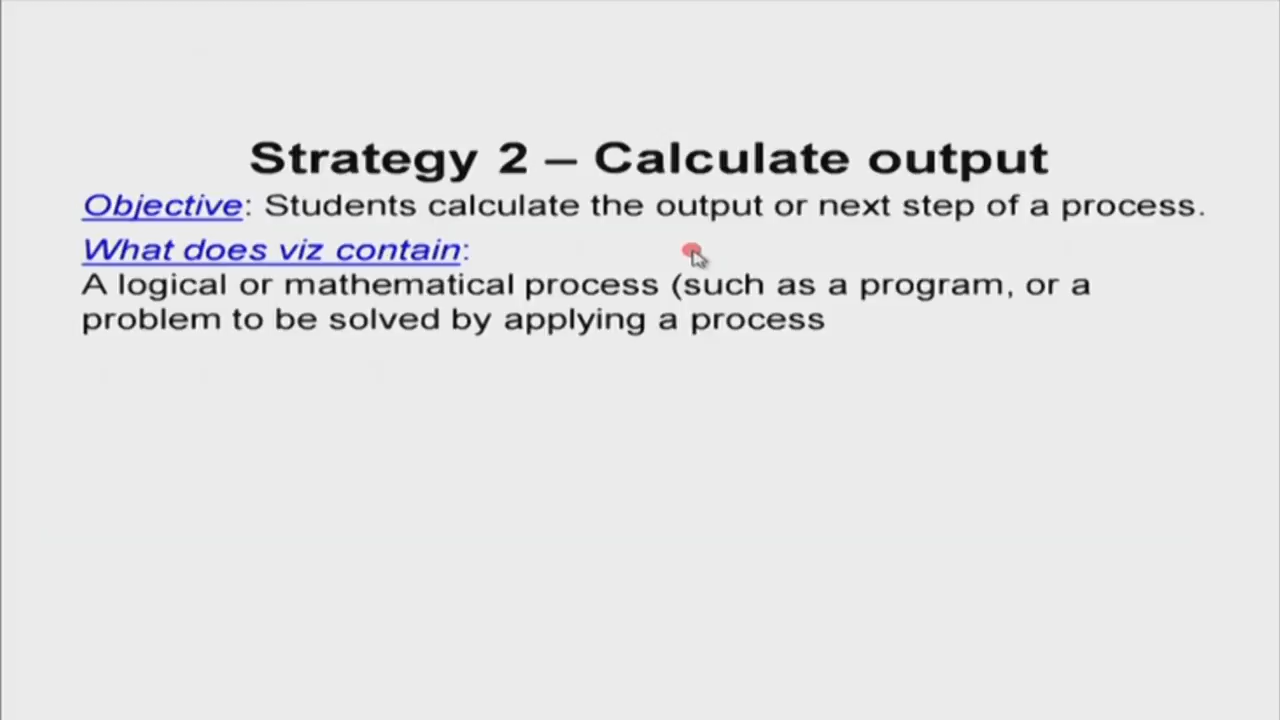 Strategy 2 – Calculate output
Objective: Students calculate the output or next step of a process.
What does viz contain:
A logical or mathematical process (such as a program, or a
problem to be solved by applying a process